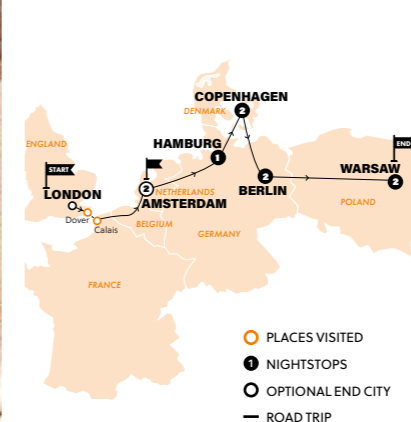 COPENHAGEN
2
DENMARK
ENGLAND
HAMBURG
1
END
START
WARSAW
2
LONDON
2
NETHERLANDS
AMSTERDAM
2
BERLIN
Dover
Calais
BELGIUM
POLAND
GERMANY
FRANCE
PLACES VISITED
1 NIGHTSTOPS
OPTIONAL END CITY
ROAD TRIP